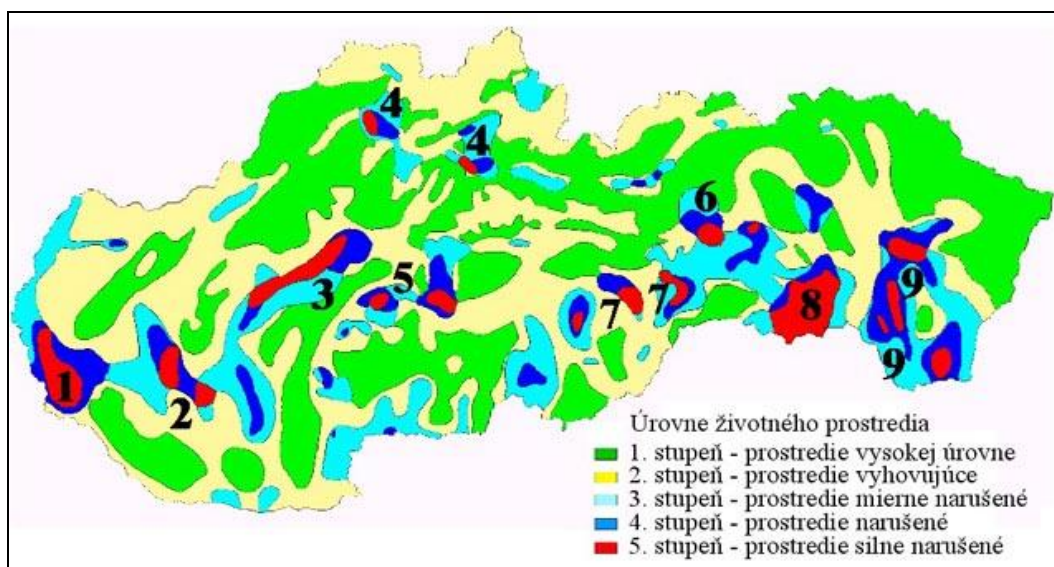 4
4
6
5
3
7
7
8
9
9
1
2
Úrovne životného prostredia
1. stupeň - prostredie vysokej úrovne
2. stupeň - prostredie vyhovujúce
3. stupeň - prostredie mierne narušené
4. stupeň - prostredie narušené
5. stupeň - prostredie silne narušené